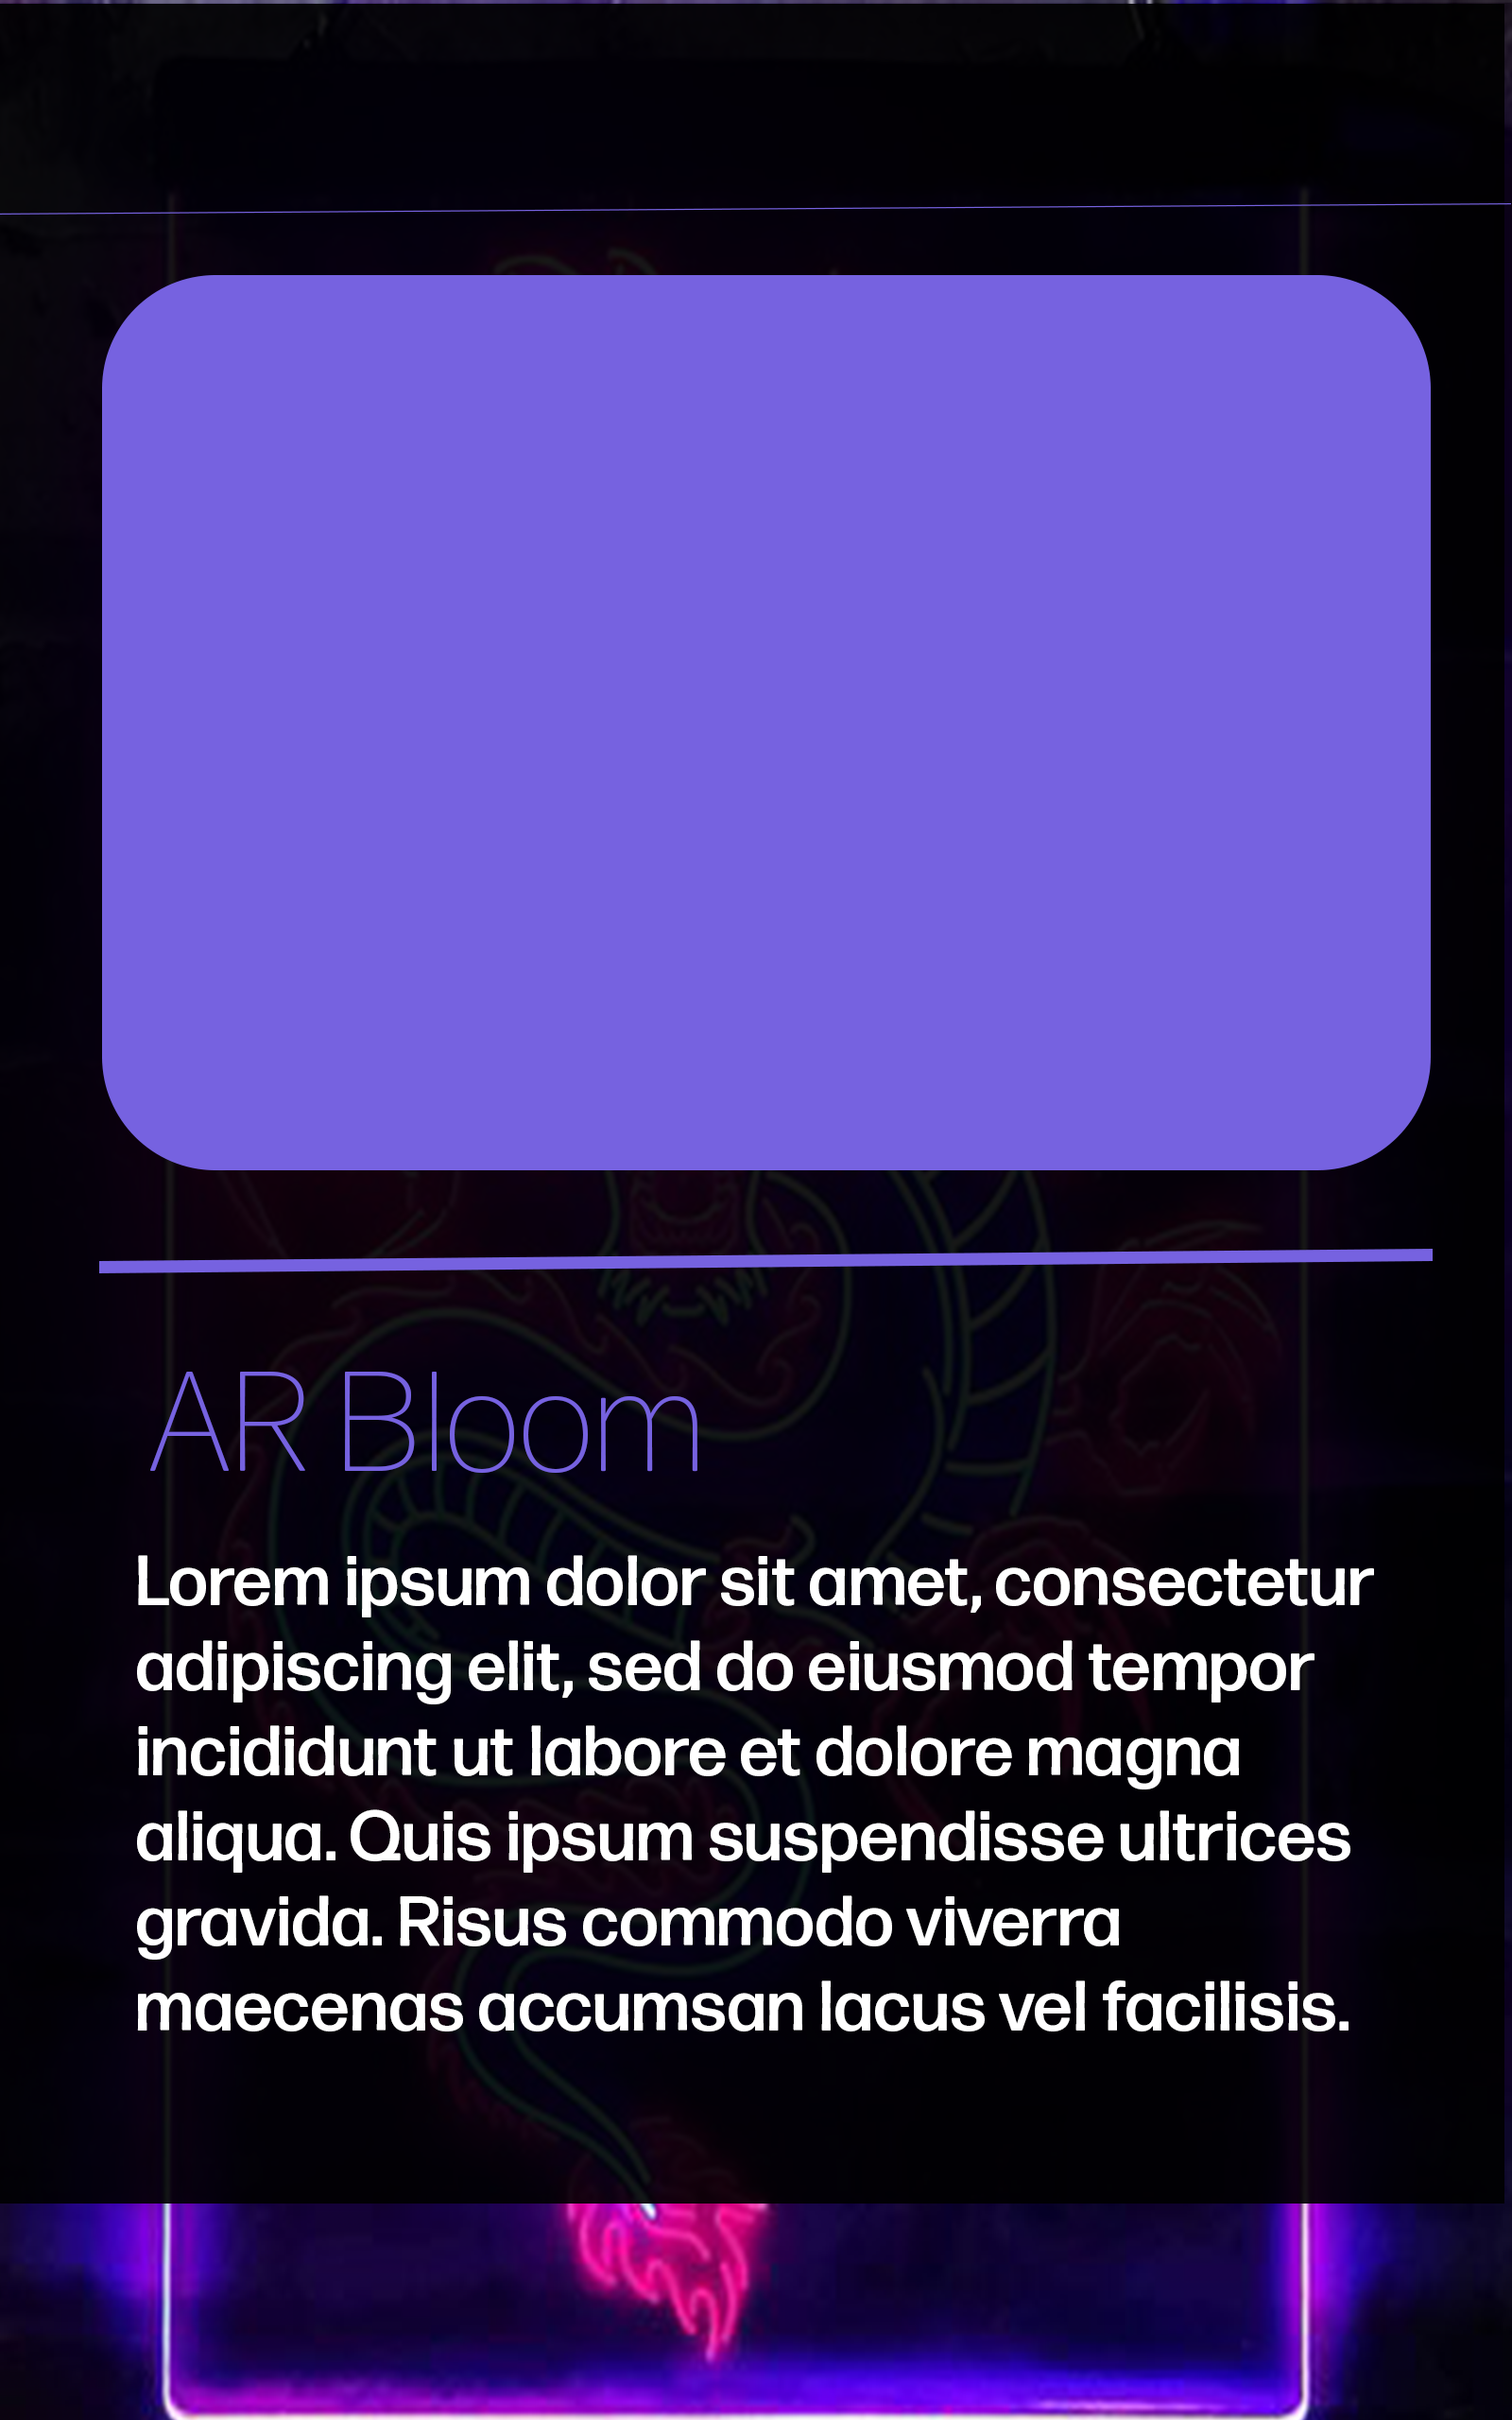 AR Bloom
Lorem ipsum dolor sit amet, consectetur
adipiscing elit, sed do eiusmod tempor
incididunt ut labore et dolore magna
aliqua. Quis ipsum suspendisse ultrices
gravida. Risus commodo viverra
maecenas accumsan lacus vel facilisis.